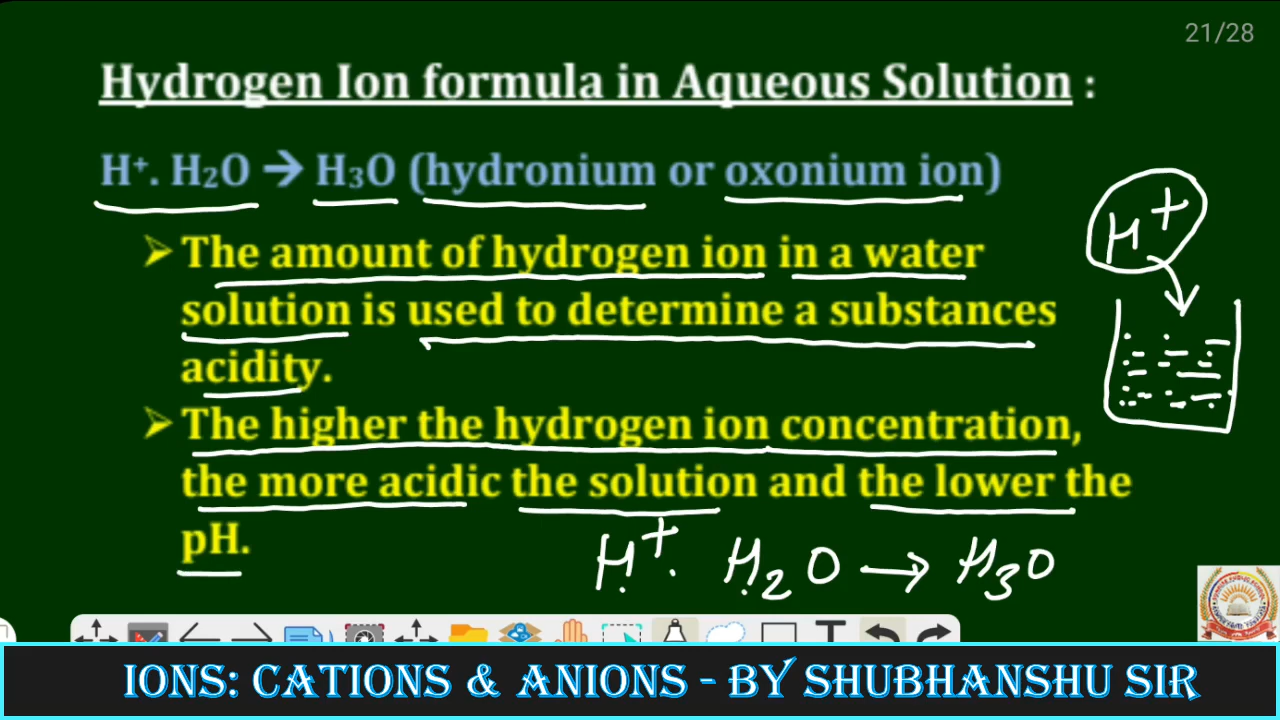 21/28
Hydrogen Ion formula in Aqueous Solution :
H⁺. H₂O → H₃O (hydronium or oxonium ion)
➢ The amount of hydrogen ion in a water
solution is used to determine a substances
acidity.
➢ The higher the hydrogen ion concentration,
the more acidic the solution and the lower the
pH.
H⁺
H⁺. H₂O → H₃O
T
IONS: CATIONS & ANIONS - BY SHUBHANSHU SIR